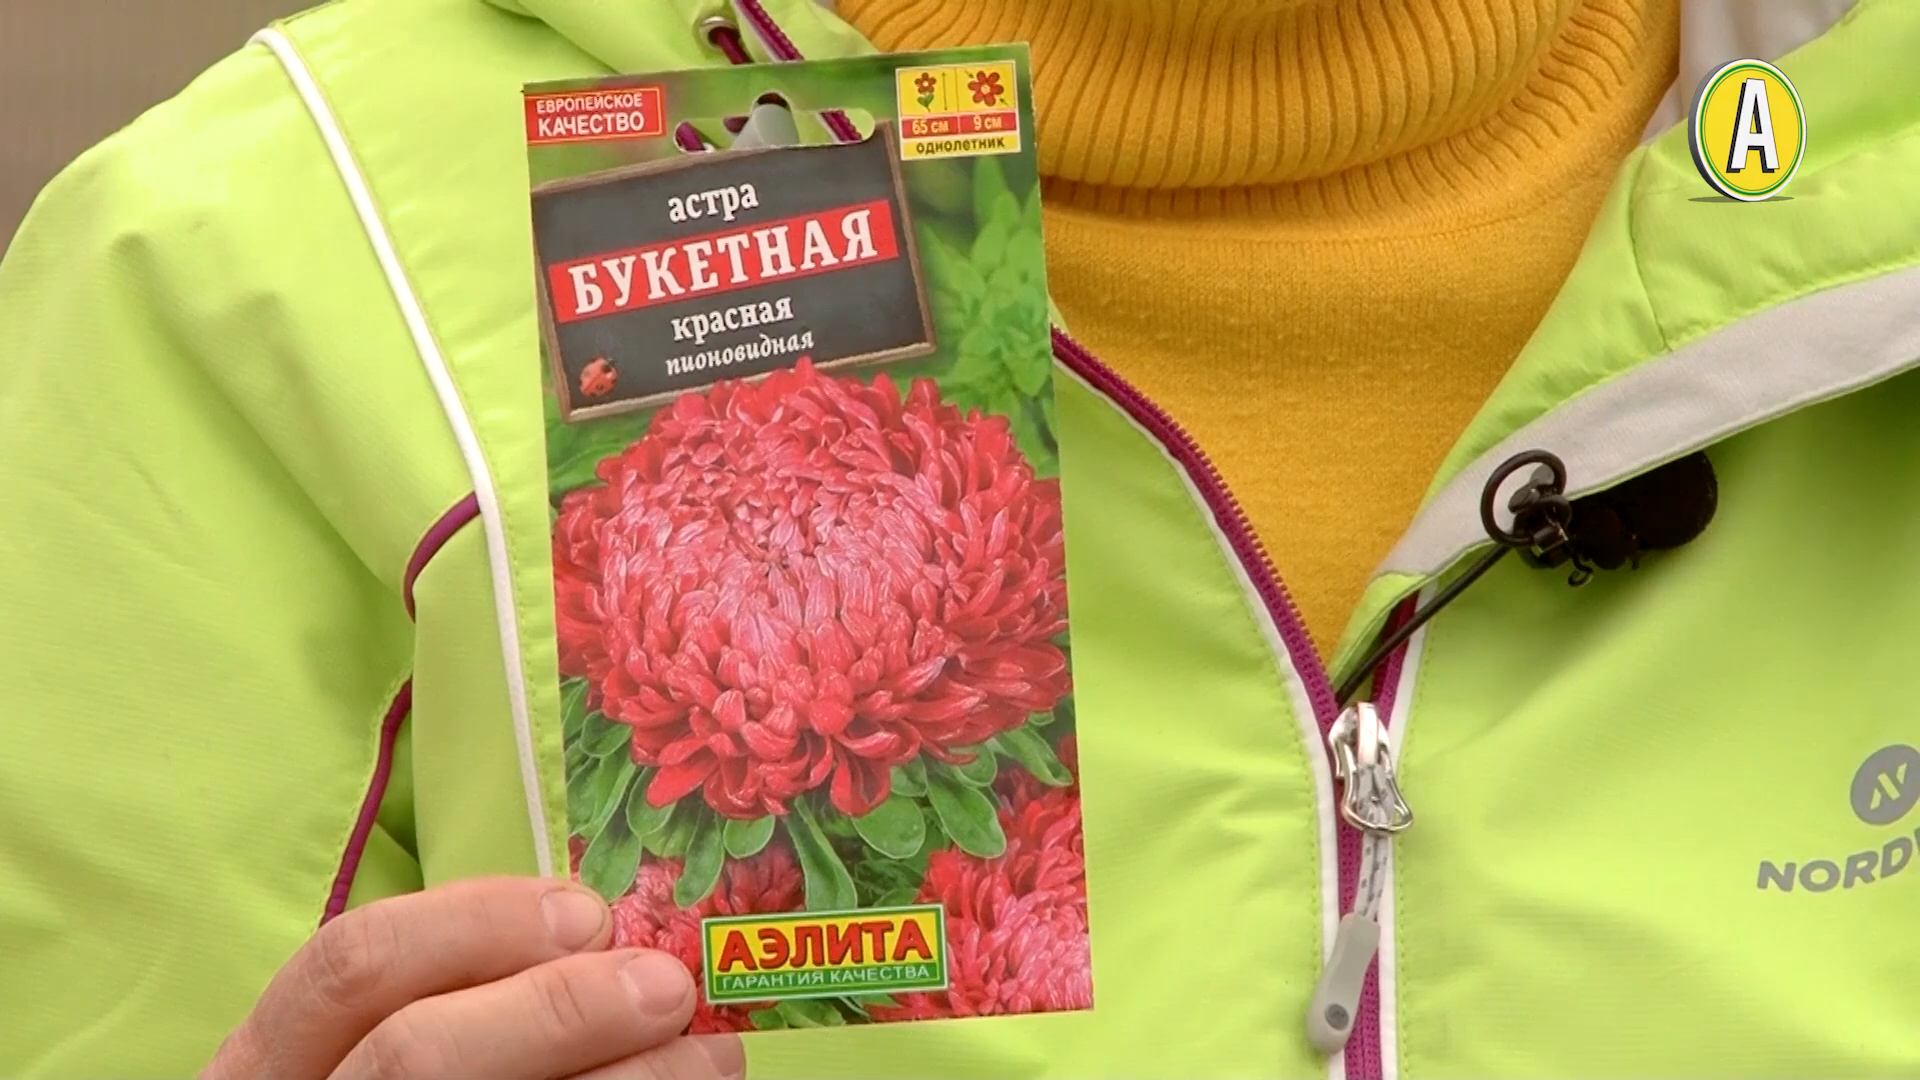 ЕВРОПЕЙСКОЕ
КАЧЕСТВО
65 см 9 см
однолетник
астра
БУКЕТНАЯ
красная
пионовидная
АЭЛИТА
ГАРАНТИЯ КАЧЕСТВА
А
NORD